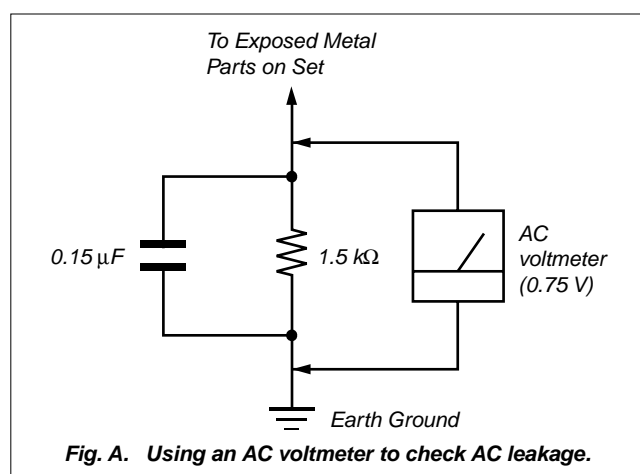 To Exposed Metal
Parts on Set
0.15 μF
1.5 kΩ
AC
voltmeter
(0.75 V)
Earth Ground
Fig. A. Using an AC voltmeter to check AC leakage.